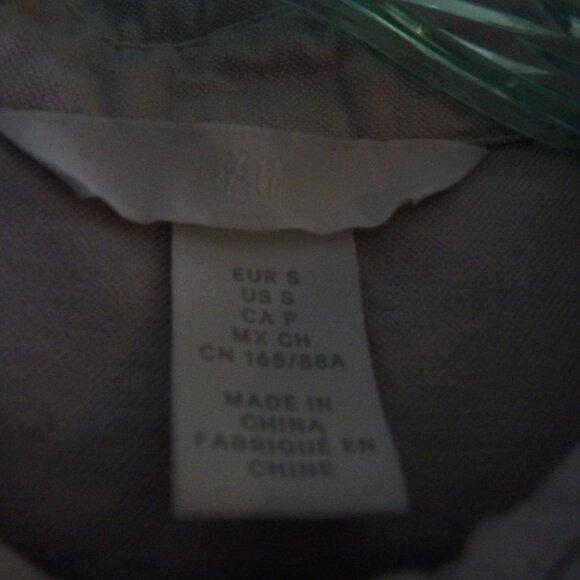 EUR S
US S
CA P
MX CH
CN 165/88A
MADE IN
CHINA
FABRIQUÉ EN
CHINE